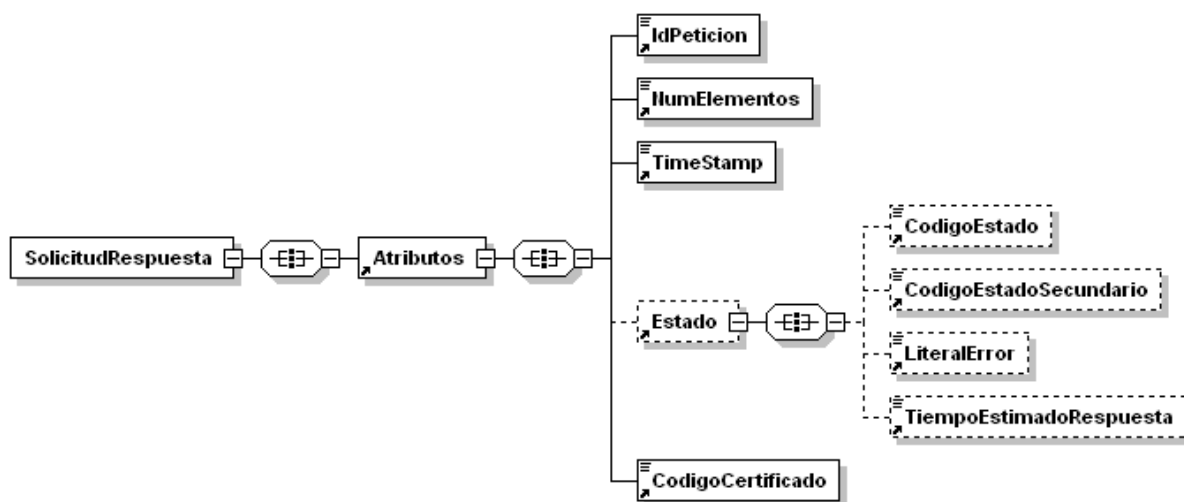 IdPeticion
NumElementos
TimeStamp
SolicitudRespuesta
Atributos
Estado
CodigoEstado
CodigoEstadoSecundario
LiteralError
TiempoEstimadoRespuesta
CodigoCertificado